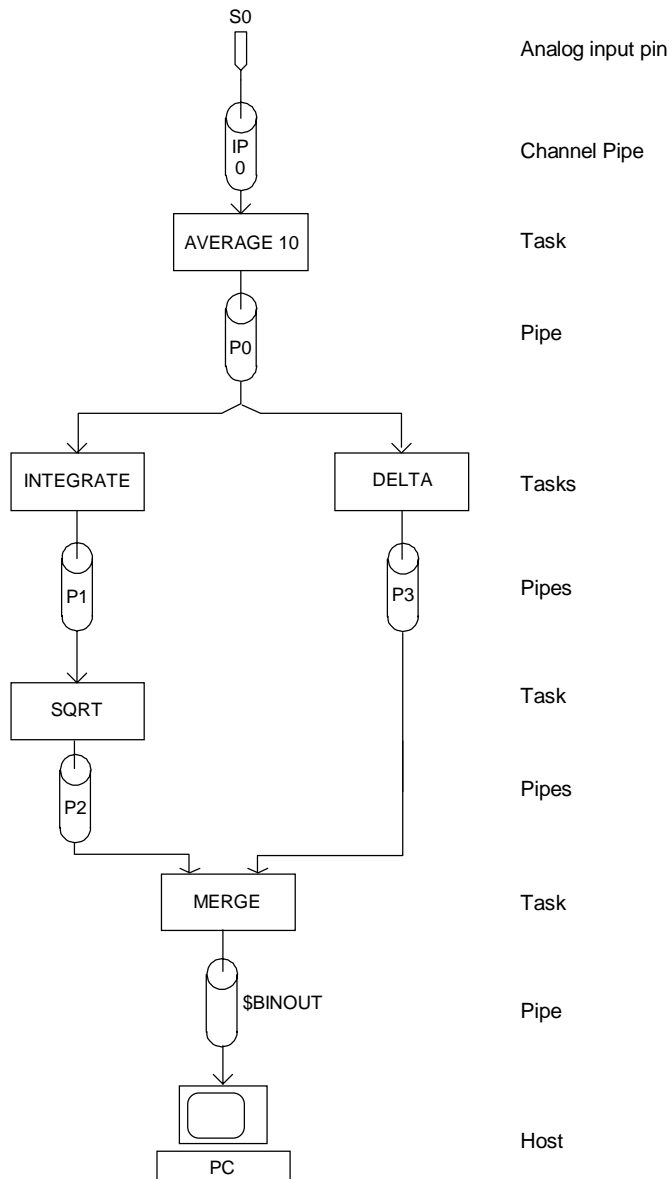 S0
Analog input pin
IP
0
Channel Pipe
AVERAGE 10
Task
P0
Pipe
INTEGRATE
DELTA
Tasks
P1
P3
Pipes
SQRT
Task
P2
Pipes
MERGE
Task
$BINOUT
Pipe
Host
PC